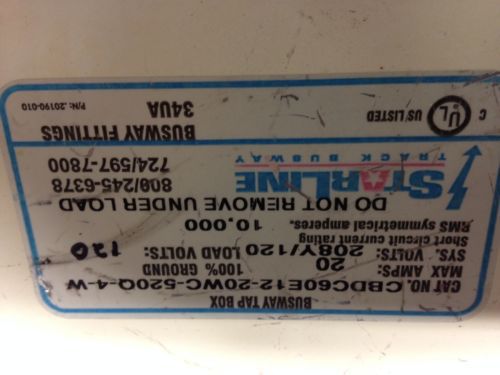 BUSWAY TAP BOX
CAT NO. CBDC60E12-20WC-520Q-4-W
MAX AMPS: 20 100% GROUND
SYS. VOLTS: 208Y/120 LOAD VOLTS: 120
Short circuit current rating
RMS symmetrical amperes. 10,000
DO NOT REMOVE UNDER LOAD
STARLINE
TRACK BUSWAY
800/245-6378
724/597-7800
C UL US LISTED
BUSWAY FITTINGS
34UA
P/N: 20190-010